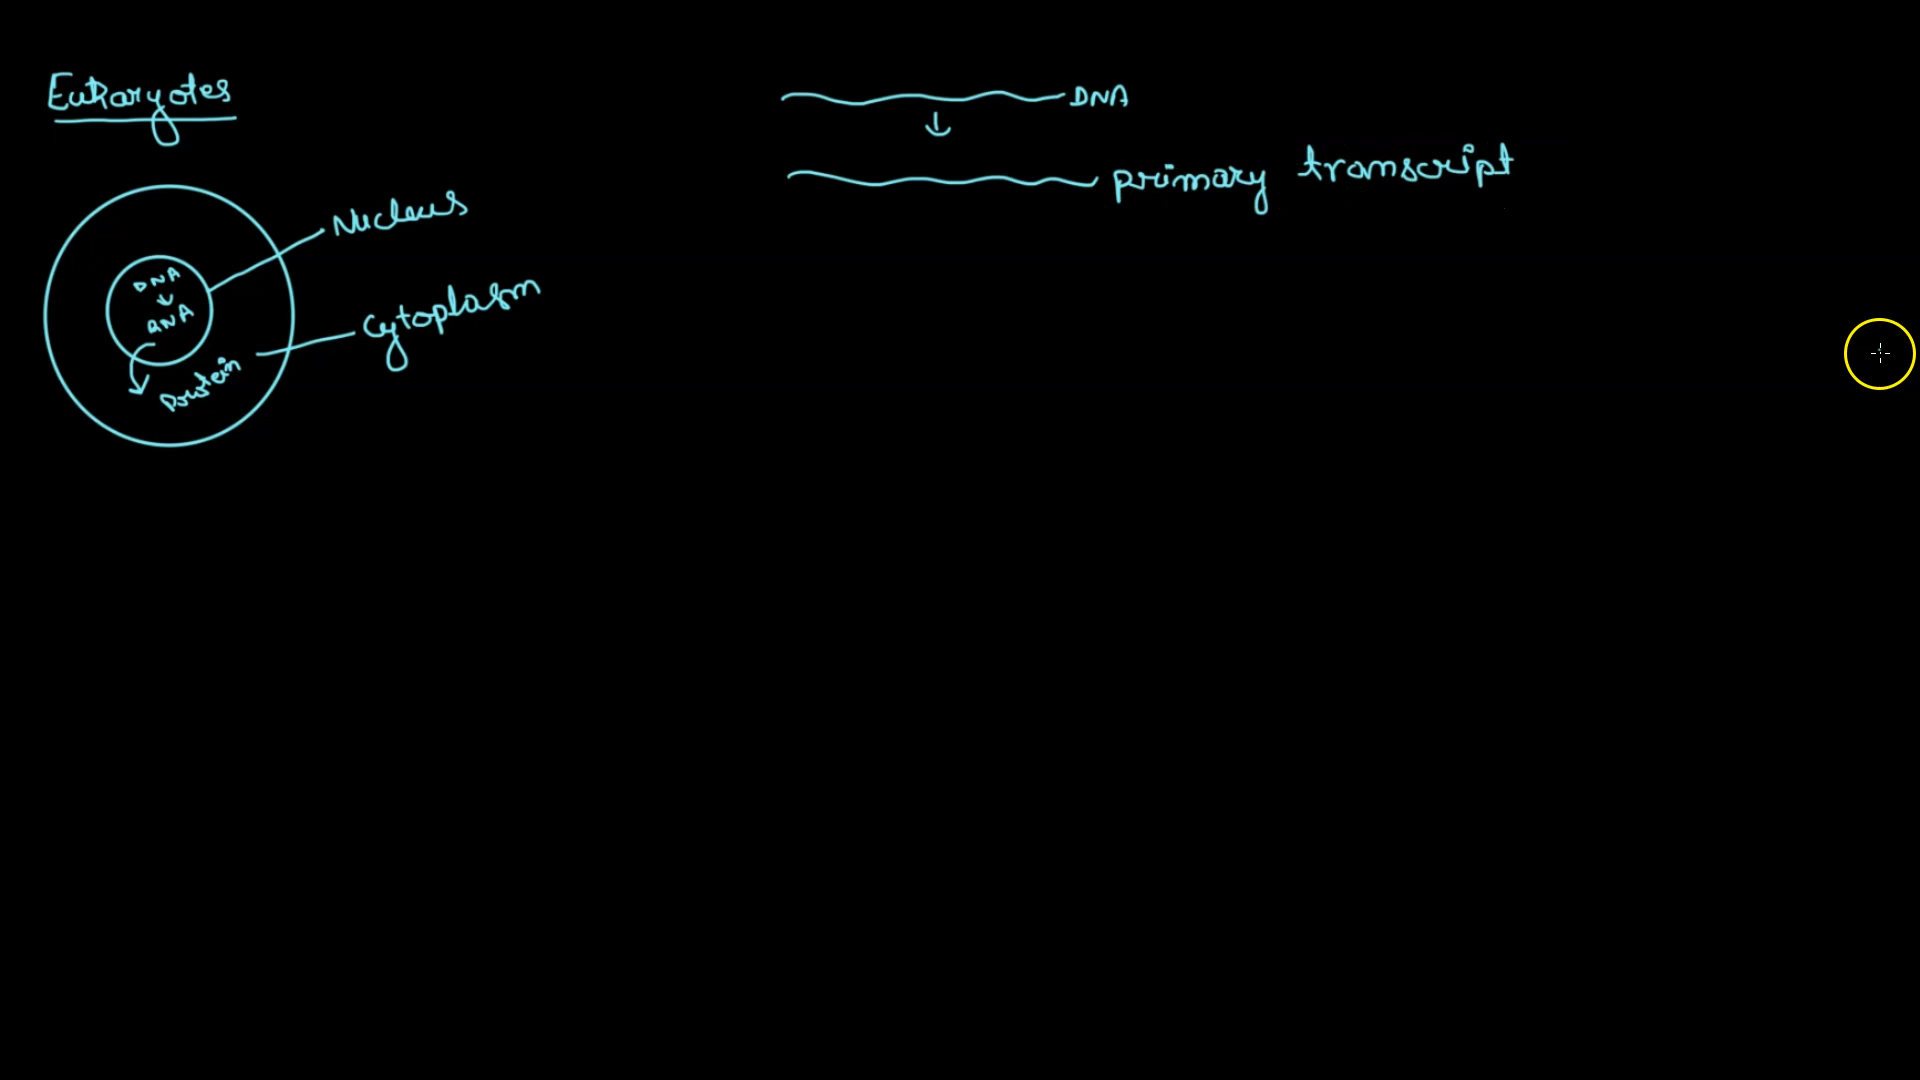 Eukaryotes
DNA
primary transcript
Nucleus
DNA
RNA
Cytoplasm
Protein